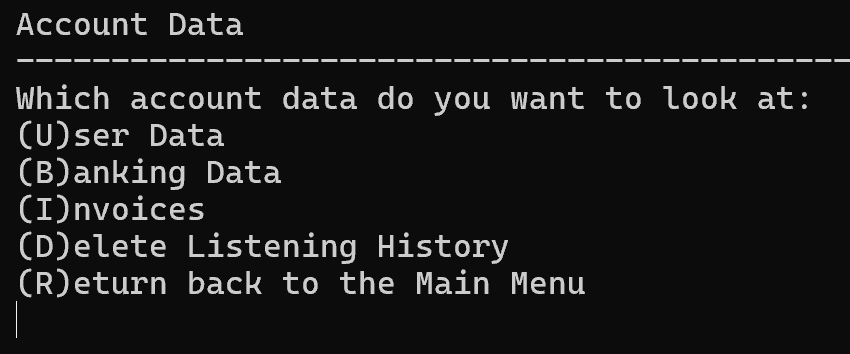 Account Data
--------------------------------------------
Which account data do you want to look at:
(U)ser Data
(B)anking Data
(I)nvoices
(D)elete Listening History
(R)eturn back to the Main Menu